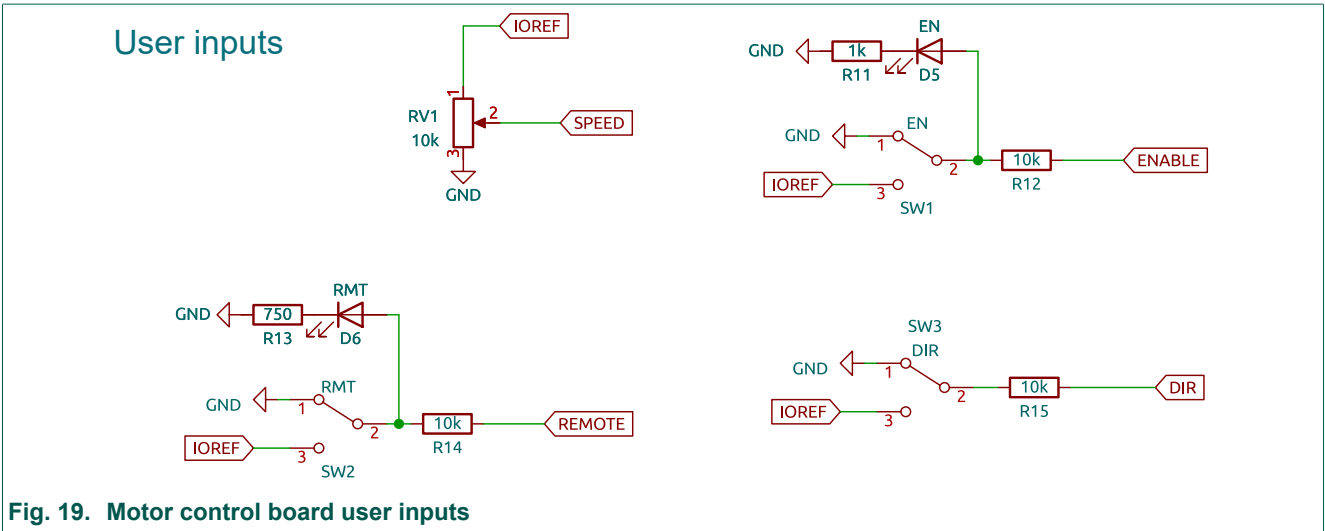 User inputs
IOREF
RV1
10k
1
2
3
SPEED
GND
EN
GND
1k
R11
D5
EN
GND
1
2
10k
R12
ENABLE
IOREF
3
SW1
RMT
GND
750
R13
D6
RMT
GND
1
2
10k
R14
REMOTE
IOREF
3
SW2
SW3
DIR
GND
1
2
10k
R15
DIR
IOREF
3
Fig. 19. Motor control board user inputs